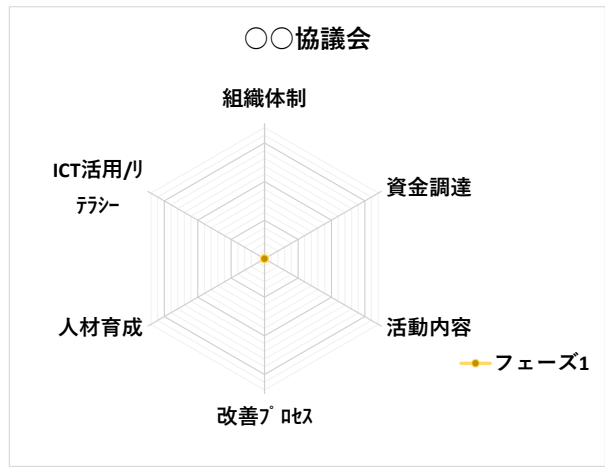 ○○協議会
組織体制
資金調達
活動内容
改善ﾌﾟﾛｾｽ
人材育成
ICT活用/ﾘ
ﾃﾗｼｰ
フェーズ1